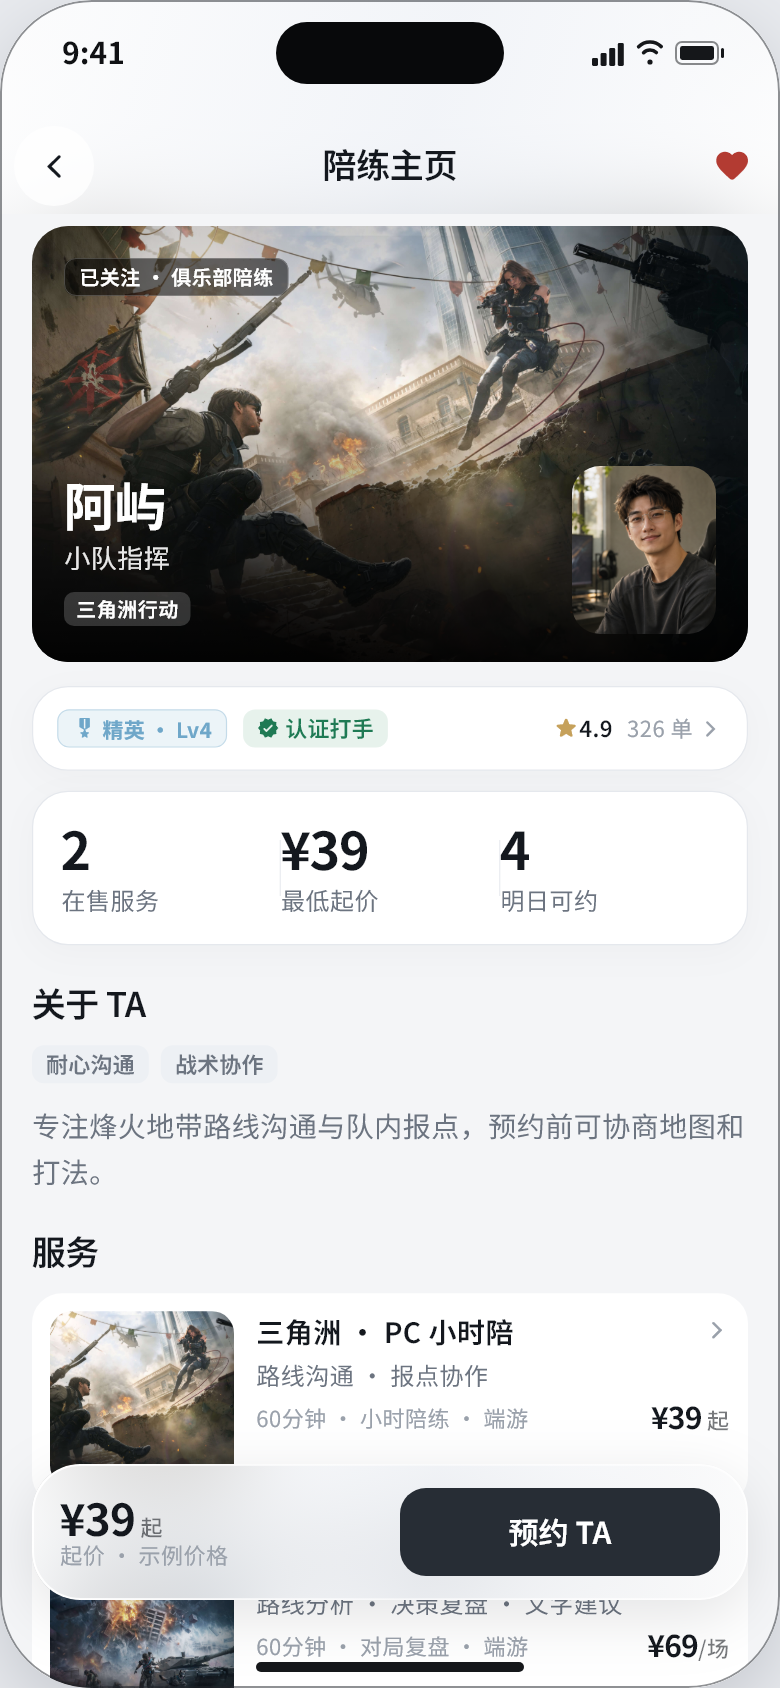 9:41
陪练主页
已关注 · 俱乐部陪练
阿屿
小队指挥
三角洲行动
精英 · Lv4
认证打手
4.9 326 单
2
在售服务
¥39
最低起价
4
明日可约
关于 TA
耐心沟通
战术协作
专注烽火地带路线沟通与队内报点，预约前可协商地图和
打法。
服务
三角洲 · PC 小时陪
路线沟通 · 报点协作
60分钟 · 小时陪练 · 端游
¥39 起
¥39 起
起价 · 示例价格
预约 TA
路线分析 · 决策复盘 · 文字建议
60分钟 · 对局复盘 · 端游
¥69/场